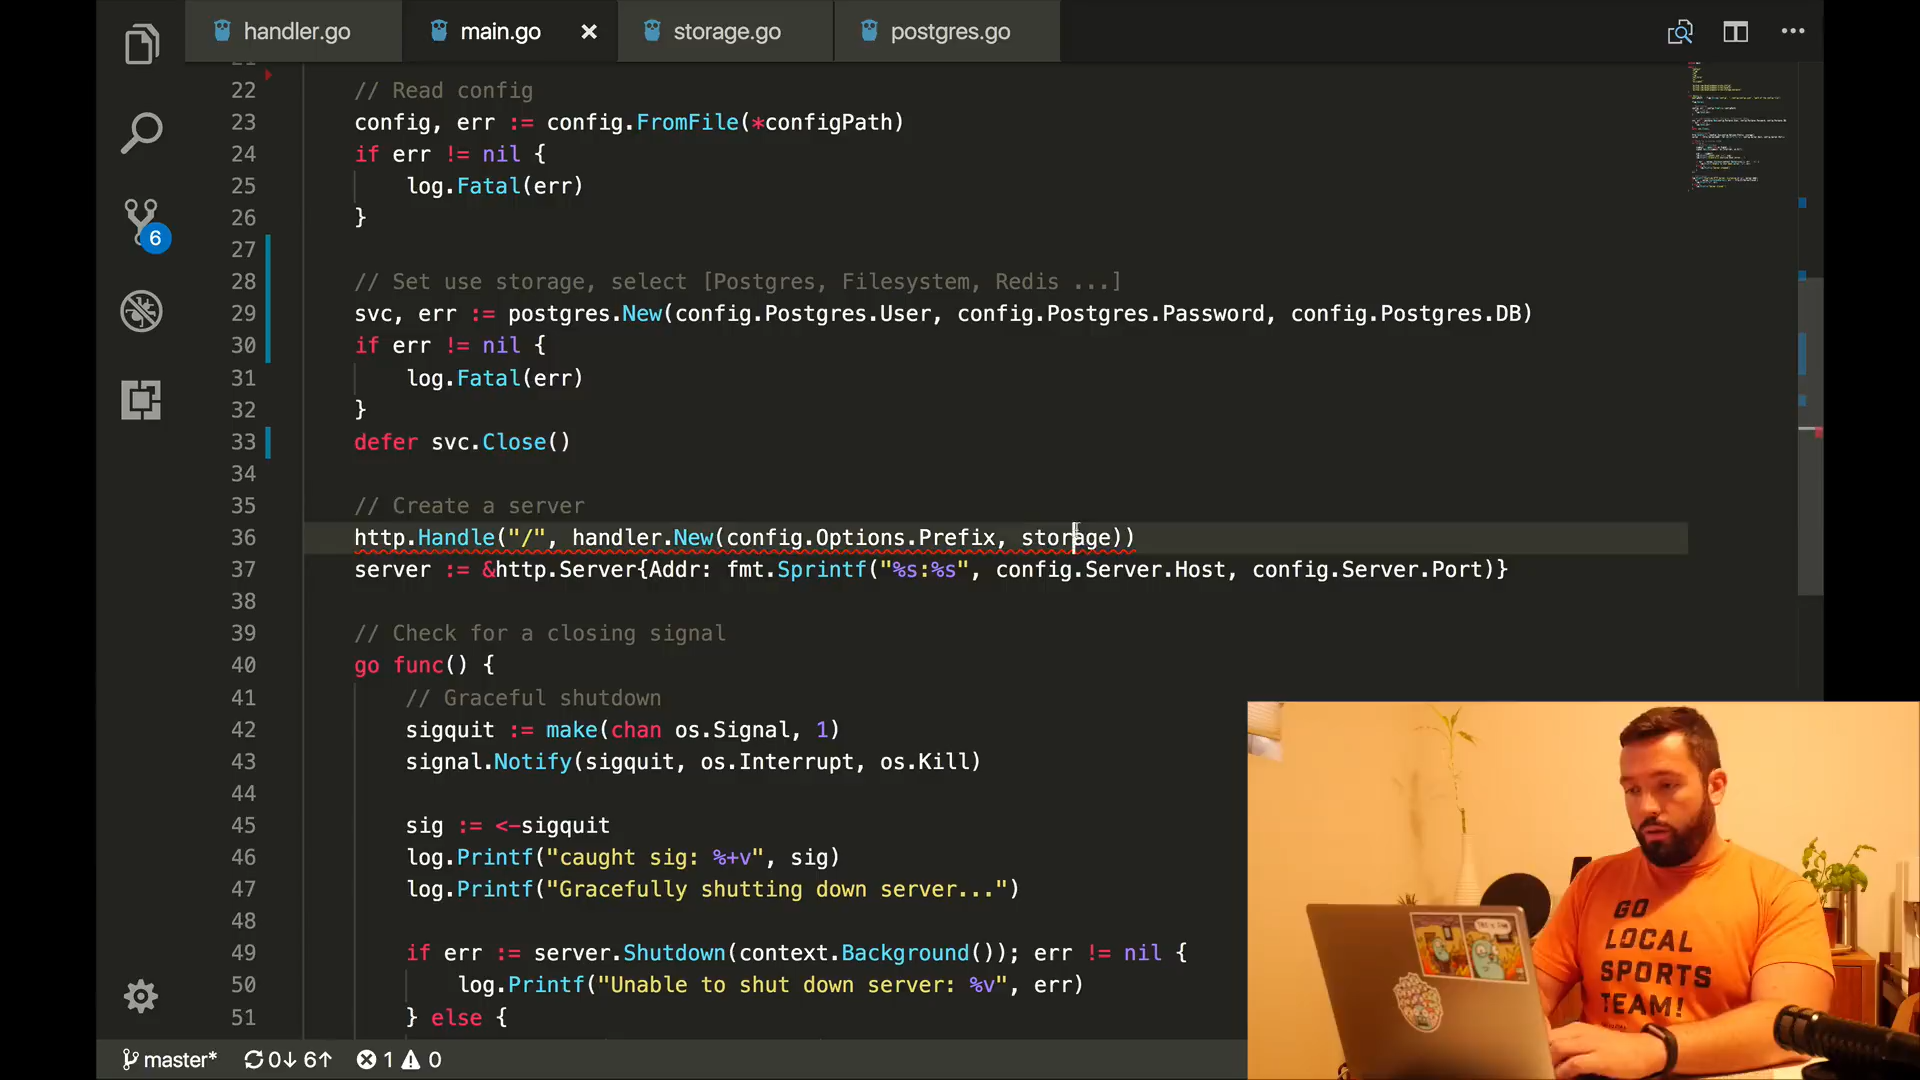 handler.go
main.go
storage.go
postgres.go
22 // Read config
23 config, err := config.FromFile(*configPath)
24 if err != nil {
25 log.Fatal(err)
26 }
27
28 // Set use storage, select [Postgres, Filesystem, Redis ...]
29 svc, err := postgres.New(config.Postgres.User, config.Postgres.Password, config.Postgres.DB)
30 if err != nil {
31 log.Fatal(err)
32 }
33 defer svc.Close()
34
35 // Create a server
36 http.Handle("/", handler.New(config.Options.Prefix, storage))
37 server := &http.Server{Addr: fmt.Sprintf("%s:%s", config.Server.Host, config.Server.Port)}
38
39 // Check for a closing signal
40 go func() {
41 // Graceful shutdown
42 sigquit := make(chan os.Signal, 1)
43 signal.Notify(sigquit, os.Interrupt, os.Kill)
44
45 sig := <-sigquit
46 log.Printf("caught sig: %+v", sig)
47 log.Printf("Gracefully shutting down server...")
48
49 if err := server.Shutdown(context.Background()); err != nil {
50 log.Printf("Unable to shut down server: %v", err)
51 } else {
6
master* 0↓ 6↑ 1 0
GO
LOCAL
SPORTS
TEAM!